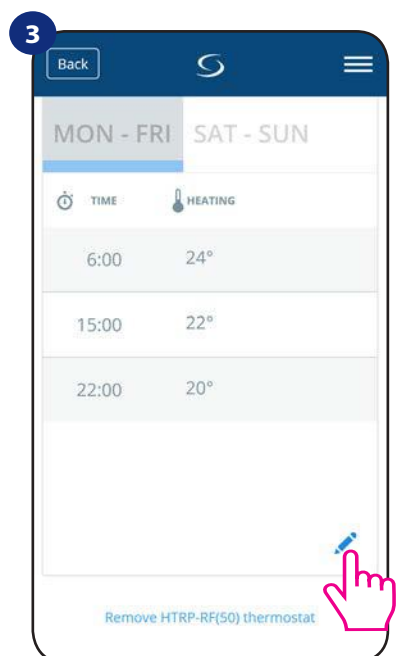 3
Back
MON - FRI SAT - SUN
TIME HEATING
6:00 24°
15:00 22°
22:00 20°
Remove HTRP-RF(50) thermostat